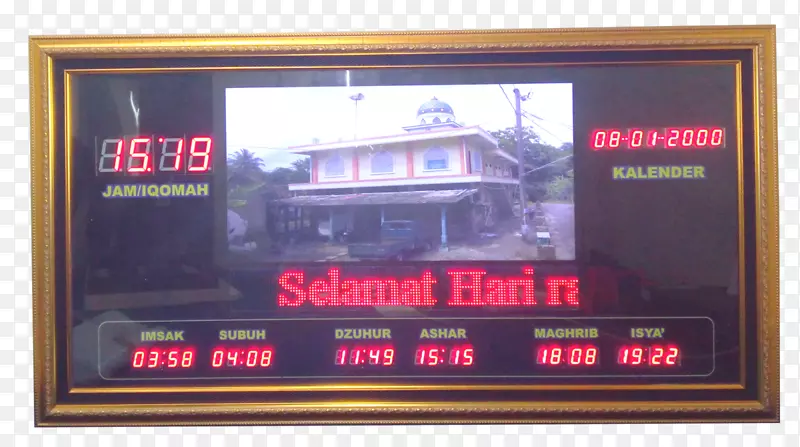 15:19
JAM/IQOMAH
08-01-2000
KALENDER
Selamat Hari ra
IMSAK SUBUH DZUHUR ASHAR MAGHRIB ISYA'
03:58 04:08 11:49 15:15 18:08 19:22